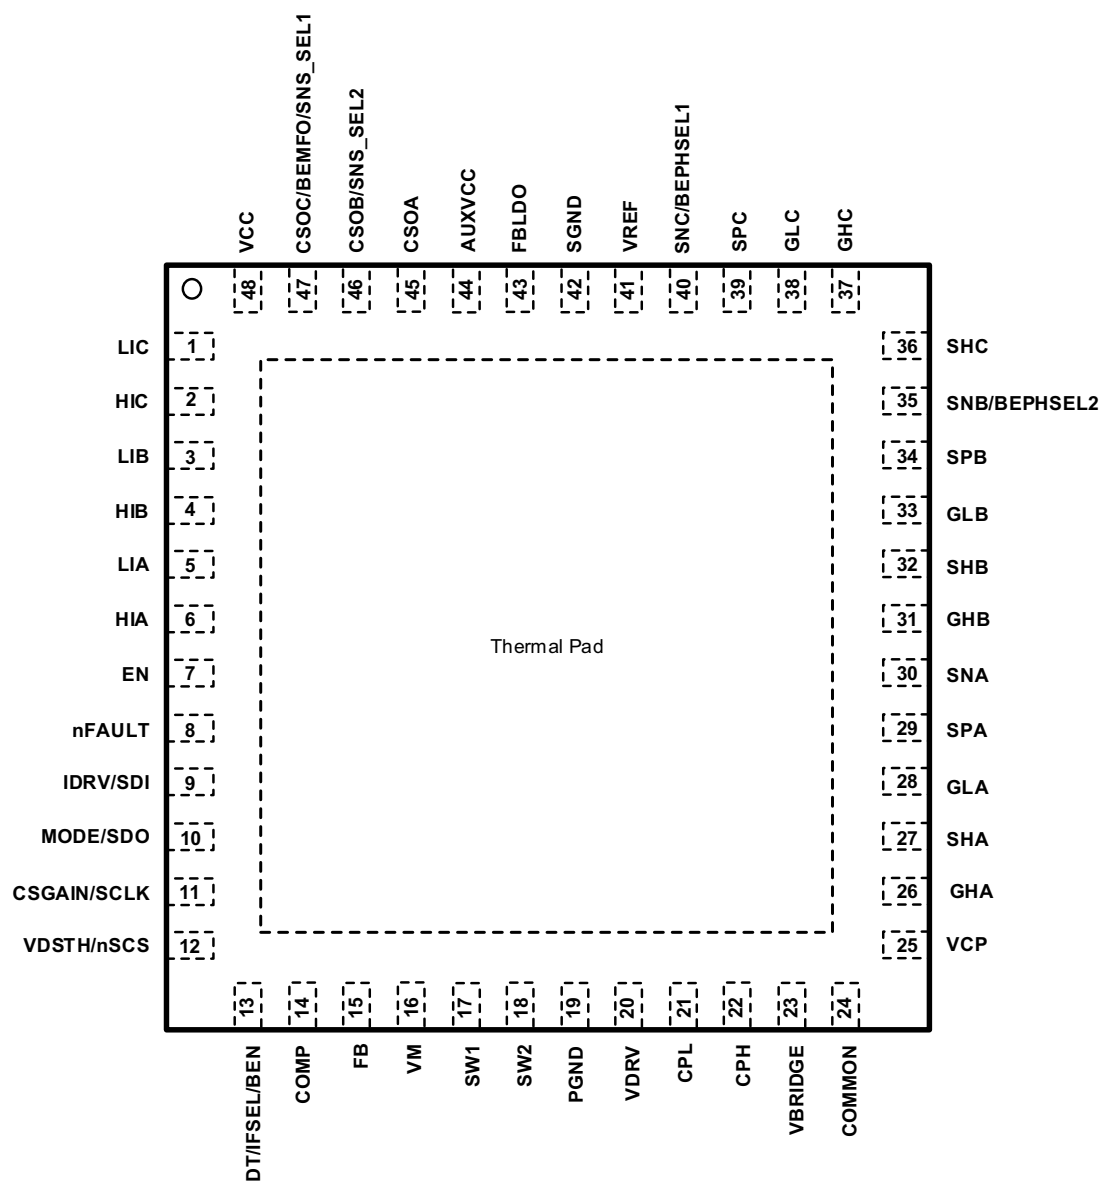 CSOC/BEMFO/SNS_SEL1
CSOB/SNS_SEL2
SNC/BEPHSEL1
VCC
CSOA
AUXVCC
FBLDO
SGND
VREF
SPC
GLC
GHC
48
47
46
45
44
43
42
41
40
39
38
37
LIC 1
36 SHC
HIC 2
35 SNB/BEPHSEL2
LIB 3
34 SPB
HIB 4
33 GLB
LIA 5
32 SHB
HIA 6
31 GHB
Thermal Pad
EN 7
30 SNA
nFAULT 8
29 SPA
IDRV/SDI 9
28 GLA
MODE/SDO 10
27 SHA
CSGAIN/SCLK 11
26 GHA
VDSTH/nSCS 12
25 VCP
13
14
15
16
17
18
19
20
21
22
23
24
DT/IFSEL/BEN
COMP
FB
VM
SW1
SW2
PGND
VDRV
CPL
CPH
VBRIDGE
COMMON